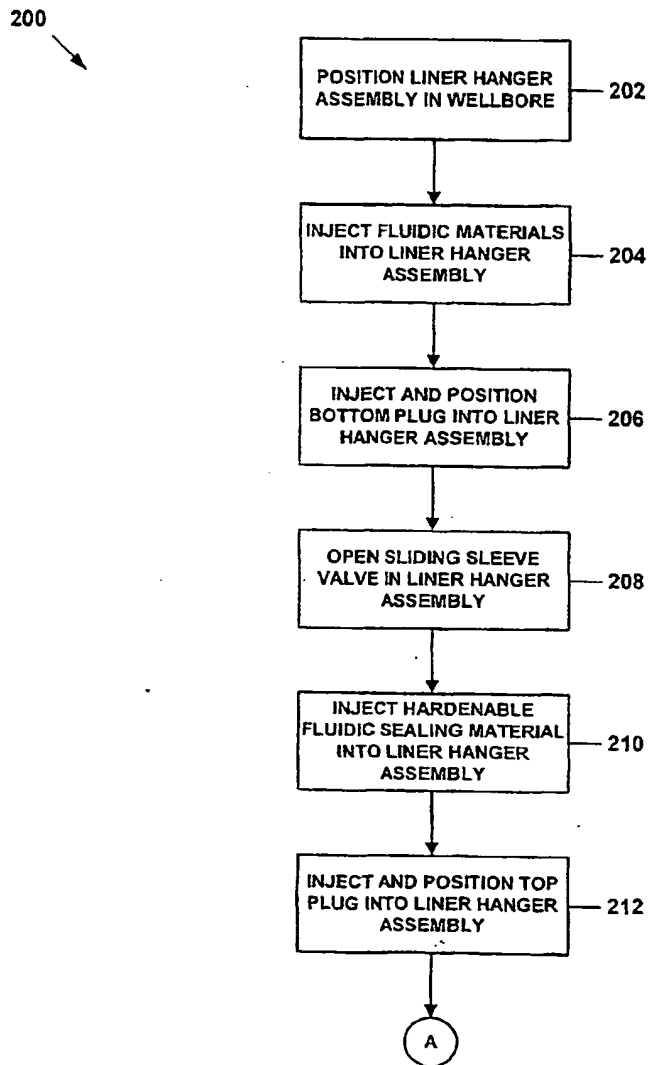 200
POSITION LINER HANGER
ASSEMBLY IN WELLBORE
202
INJECT FLUIDIC MATERIALS
INTO LINER HANGER
ASSEMBLY
204
INJECT AND POSITION
BOTTOM PLUG INTO LINER
HANGER ASSEMBLY
206
OPEN SLIDING SLEEVE
VALVE IN LINER HANGER
ASSEMBLY
208
INJECT HARDENABLE
FLUIDIC SEALING MATERIAL
INTO LINER HANGER
ASSEMBLY
210
INJECT AND POSITION TOP
PLUG INTO LINER HANGER
ASSEMBLY
212
A